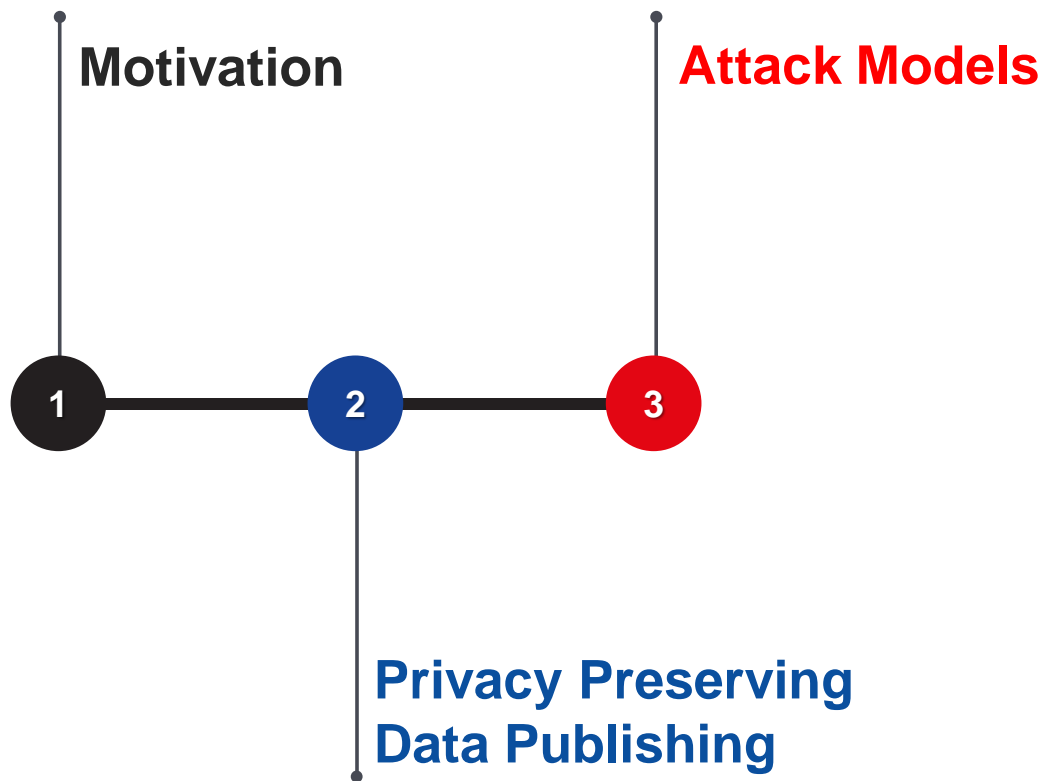 Motivation
Attack Models
1
2
3
Privacy Preserving
Data Publishing